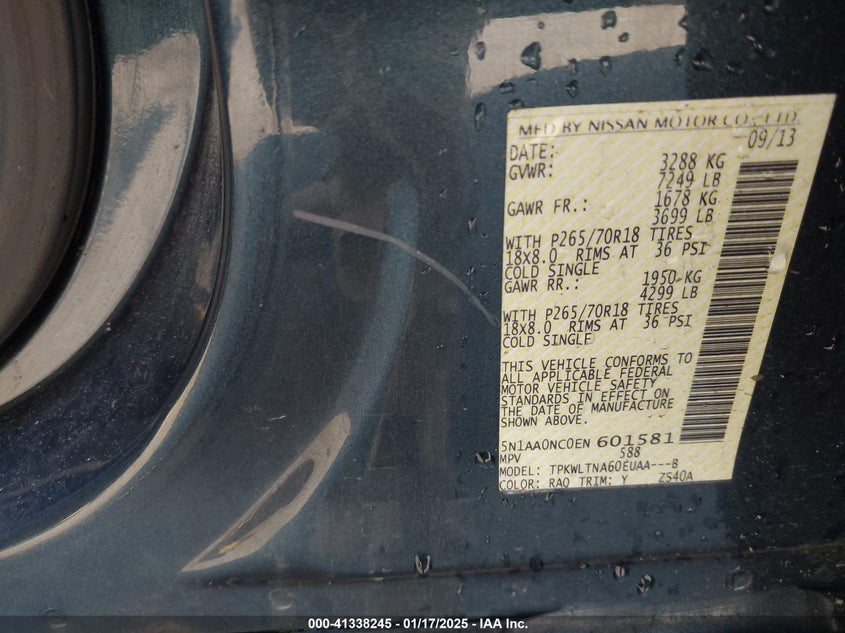 MFD BY NISSAN MOTOR CO., LTD.
DATE: 09/13
GVWR: 3288 KG
7249 LB
GAWR FR.: 1678 KG
3699 LB
WITH P265/70R18 TIRES
18X8.0 RIMS AT 36 PSI
COLD SINGLE
GAWR RR.: 1950 KG
4299 LB
WITH P265/70R18 TIRES
18X8.0 RIMS AT 36 PSI
COLD SINGLE
THIS VEHICLE CONFORMS TO
ALL APPLICABLE FEDERAL
MOTOR VEHICLE SAFETY
STANDARDS IN EFFECT ON
THE DATE OF MANUFACTURE
SHOWN ABOVE.
5N1AA0NC0EN 601581
MPV 588
MODEL: TPKWLTNA60EUAA---B
COLOR: RAQ TRIM: Y ZS40A
000-41338245 - 01/17/2025 - IAA Inc.